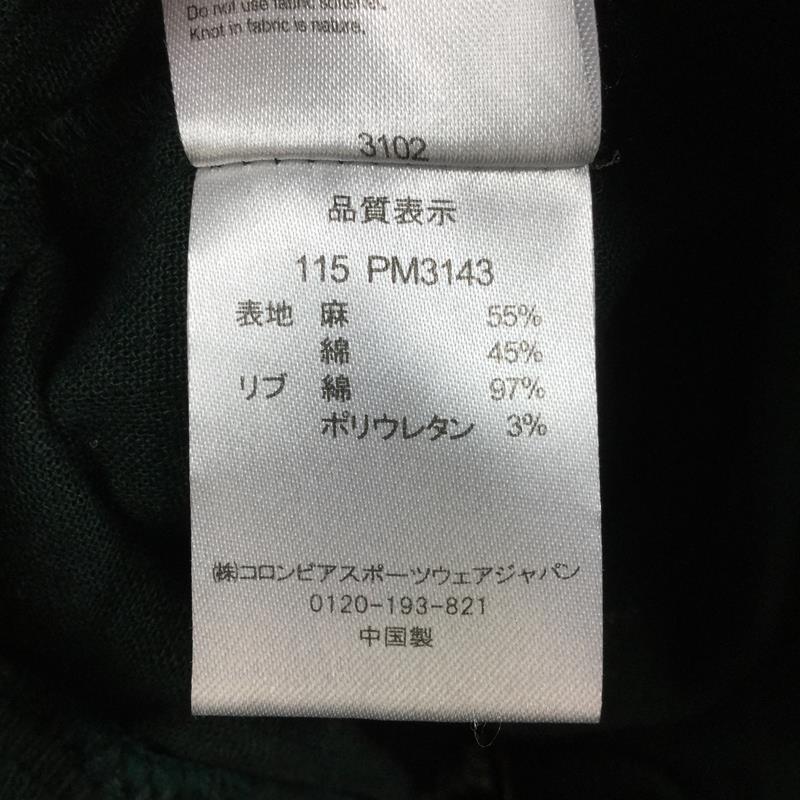 Do not use fabric softener.
Knot in fabric is nature.
3102
品質表示
115 PM3143
表地 麻 55%
綿 45%
リブ 綿 97%
ポリウレタン 3%
㈱コロンビアスポーツウェアジャパン
0120-193-821
中国製